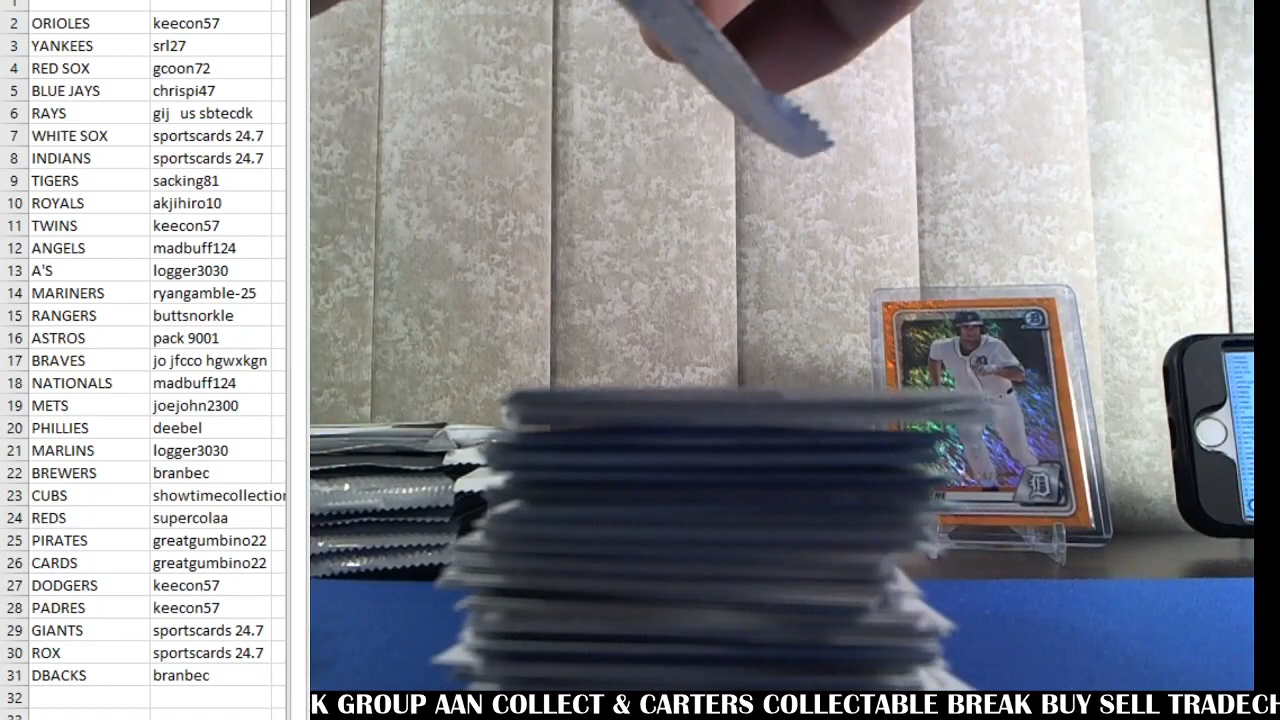 2 ORIOLES keecon57
3 YANKEES srl27
4 RED SOX gcoon72
5 BLUE JAYS chrispi47
6 RAYS gij us sbtecdk
7 WHITE SOX sportscards 24.7
8 INDIANS sportscards 24.7
9 TIGERS sacking81
10 ROYALS akjihiro10
11 TWINS keecon57
12 ANGELS madbuff124
13 A'S logger3030
14 MARINERS ryangamble-25
15 RANGERS buttsnorkle
16 ASTROS pack 9001
17 BRAVES jo jfcco hgwxkgn
18 NATIONALS madbuff124
19 METS joejohn2300
20 PHILLIES deebel
21 MARLINS logger3030
22 BREWERS branbec
23 CUBS showtimecollection
24 REDS supercolaa
25 PIRATES greatgumbino22
26 CARDS greatgumbino22
27 DODGERS keecon57
28 PADRES keecon57
29 GIANTS sportscards 24.7
30 ROX sportscards 24.7
31 DBACKS branbec
32
K GROUP AAN COLLECT & CARTERS COLLECTABLE BREAK BUY SELL TRADECH